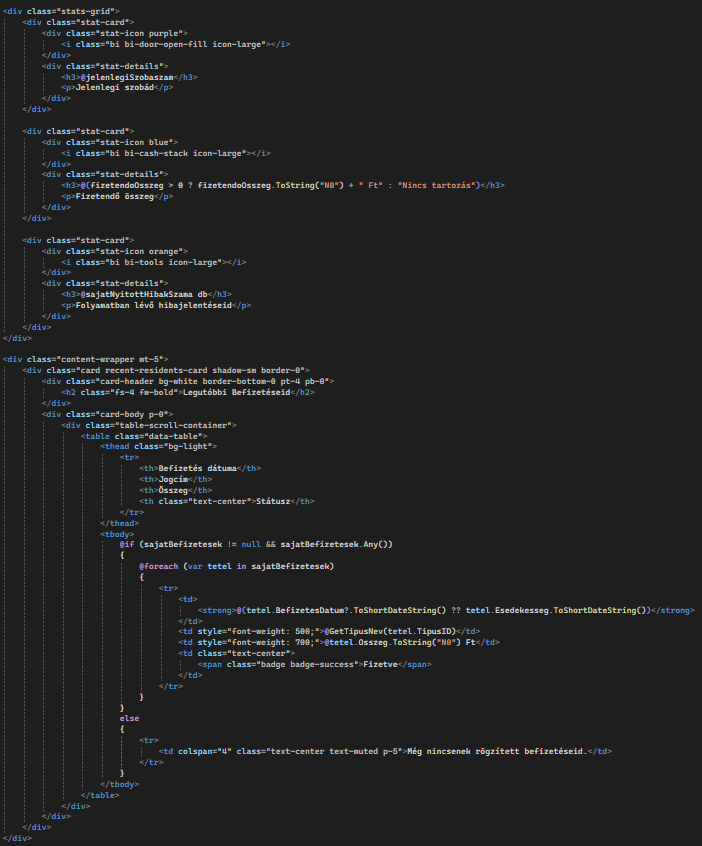 <div class="stats-grid">
    <div class="stat-card">
        <div class="stat-icon purple">
            <i class="bi bi-door-open-fill icon-large"></i>
        </div>
        <div class="stat-details">
            <h3>@jelenlegiSzobaszam</h3>
            <p>Jelenlegi szobád</p>
        </div>
    </div>

    <div class="stat-card">
        <div class="stat-icon blue">
            <i class="bi bi-cash-stack icon-large"></i>
        </div>
        <div class="stat-details">
            <h3>@(fizetendoOsszeg > 0 ? fizetendoOsszeg.ToString("N0") + " Ft" : "Nincs tartozás")</h3>
            <p>Fizetendő összeg</p>
        </div>
    </div>

    <div class="stat-card">
        <div class="stat-icon orange">
            <i class="bi bi-tools icon-large"></i>
        </div>
        <div class="stat-details">
            <h3>@sajatNyitottHibakSzama db</h3>
            <p>Folyamatban lévő hibajelentéseid</p>
        </div>
    </div>
</div>

<div class="content-wrapper mt-5">
    <div class="card recent-residents-card shadow-sm border-0">
        <div class="card-header bg-white border-bottom-0 pt-4 pb-0">
            <h2 class="fs-4 fw-bold">Legutóbbi Befizetéseid</h2>
        </div>
        <div class="card-body p-0">
            <div class="table-scroll-container">
                <table class="data-table">
                    <thead class="bg-light">
                        <tr>
                            <th>Befizetés dátuma</th>
                            <th>Jogcím</th>
                            <th>Összeg</th>
                            <th class="text-center">Státusz</th>
                        </tr>
                    </thead>
                    <tbody>
                        @if (sajatBefizetesek != null && sajatBefizetesek.Any())
                        {
                            @foreach (var tetel in sajatBefizetesek)
                            {
                                <tr>
                                    <td>
                                        <strong>@(tetel.BefizetesDatum?.ToShortDateString() ?? tetel.Esedekesseg.ToShortDateString())</strong>
                                    </td>
                                    <td style="font-weight: 500;">@GetTipusNev(tetel.TipusID)</td>
                                    <td style="font-weight: 700;">@tetel.Osszeg.ToString("N0") Ft</td>
                                    <td class="text-center">
                                        <span class="badge badge-success">Fizetve</span>
                                    </td>
                                </tr>
                            }
                        }
                        else
                        {
                            <tr>
                                <td colspan="4" class="text-center text-muted p-5">Még nincsenek rögzített befizetéseid.</td>
                            </tr>
                        }
                    </tbody>
                </table>
            </div>
        </div>
    </div>
</div>